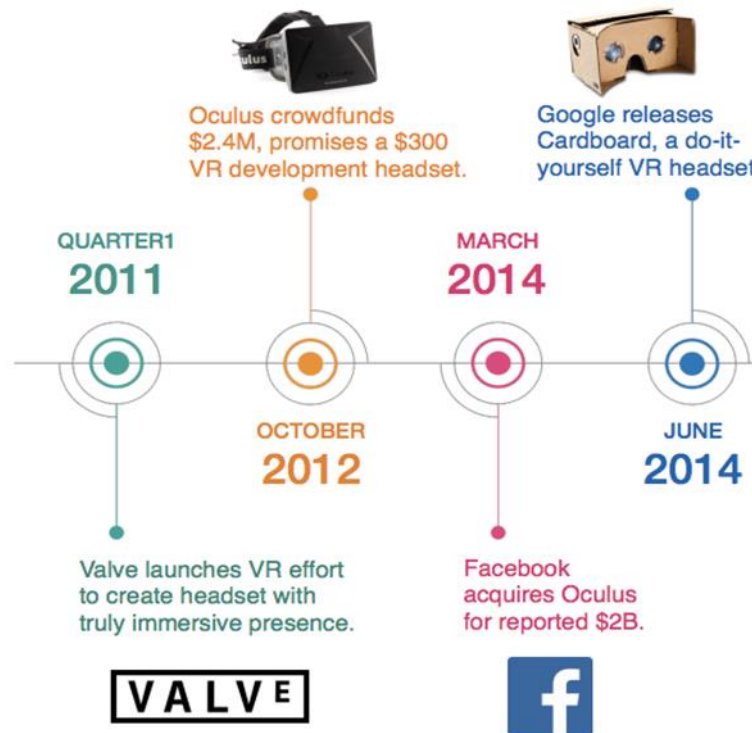 Oculus crowdfunds
$2.4M, promises a $300
VR development headset.
Google releases
Cardboard, a do-it-
yourself VR headset
QUARTER1
2011
MARCH
2014
OCTOBER
2012
JUNE
2014
Valve launches VR effort
to create headset with
truly immersive presence.
Facebook
acquires Oculus
for reported $2B.
VALVE
f